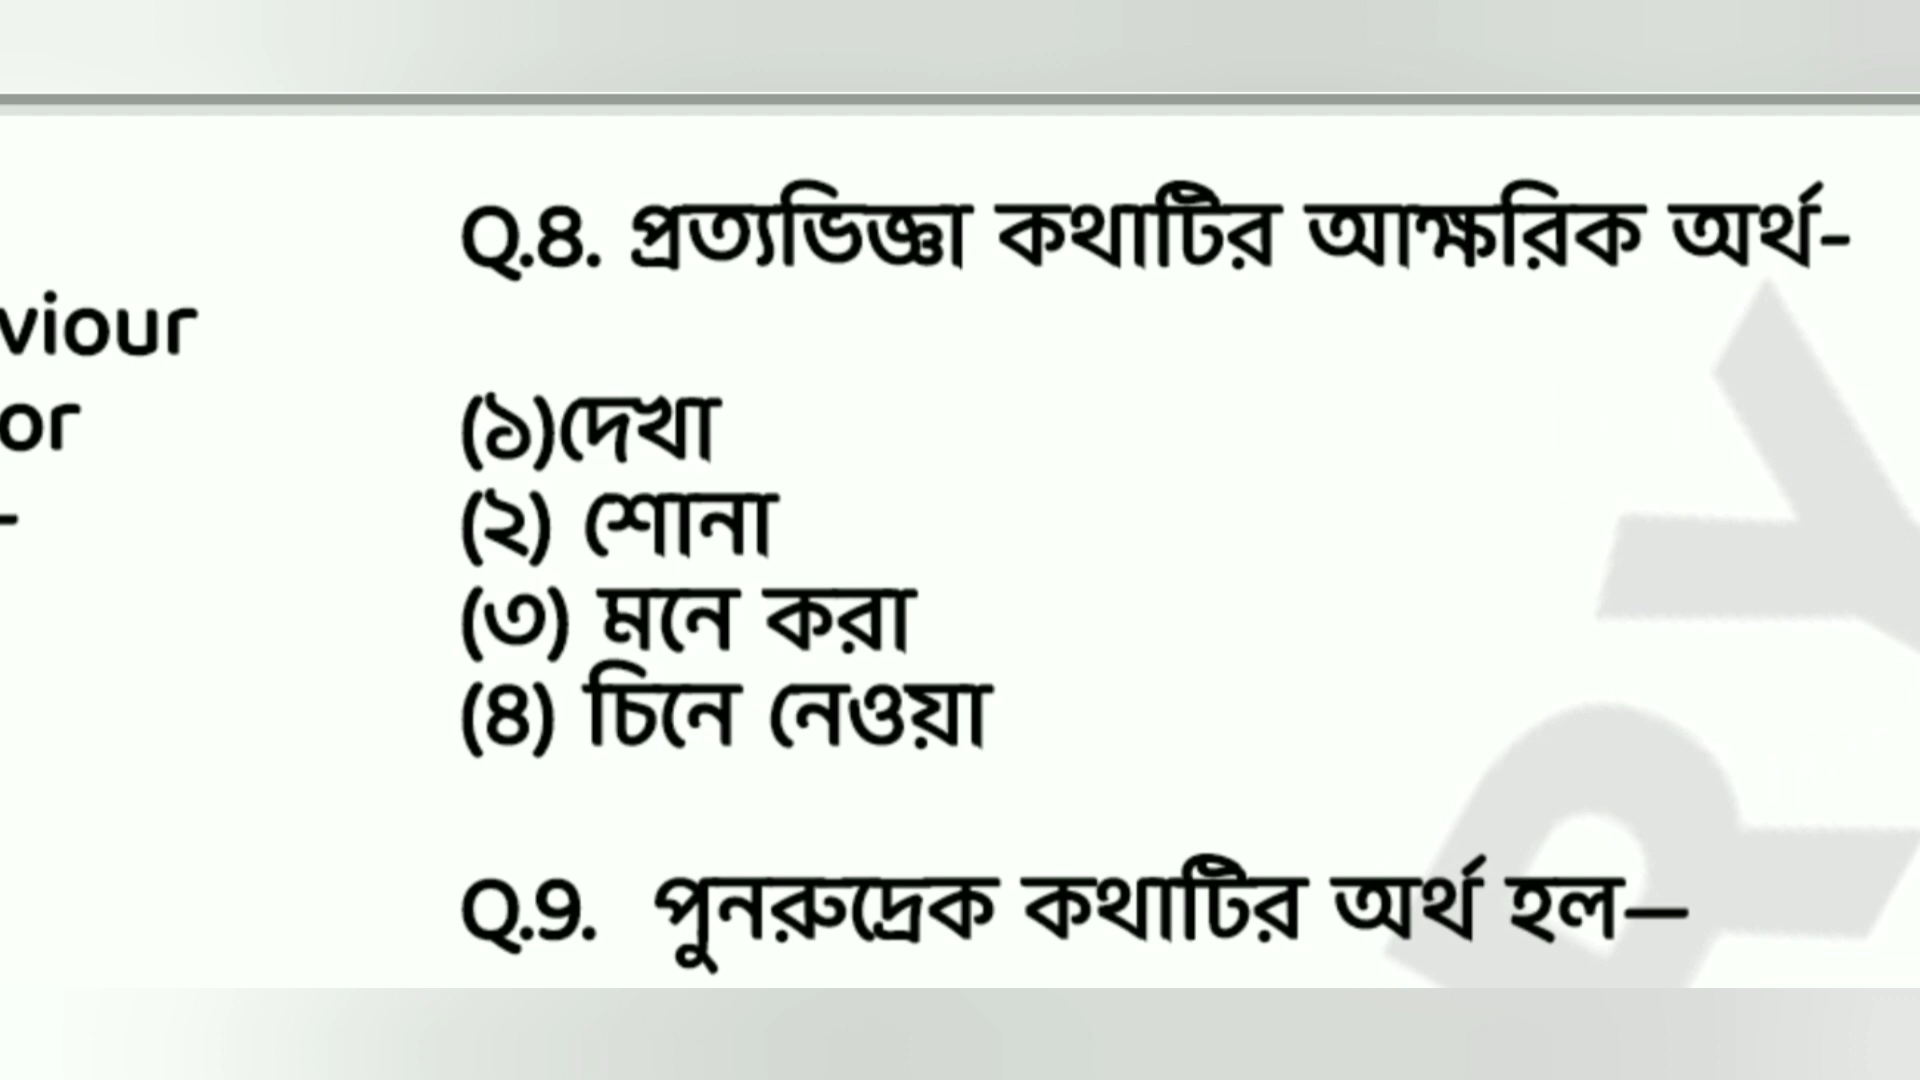 viour
or
-
Q.8. প্রত্যভিজ্ঞা কথাটির আক্ষরিক অর্থ-
(১)দেখা
(২) শোনা
(৩) মনে করা
(৪) চিনে নেওয়া
Q.9. পুনরুদ্রেক কথাটির অর্থ হল—
RY